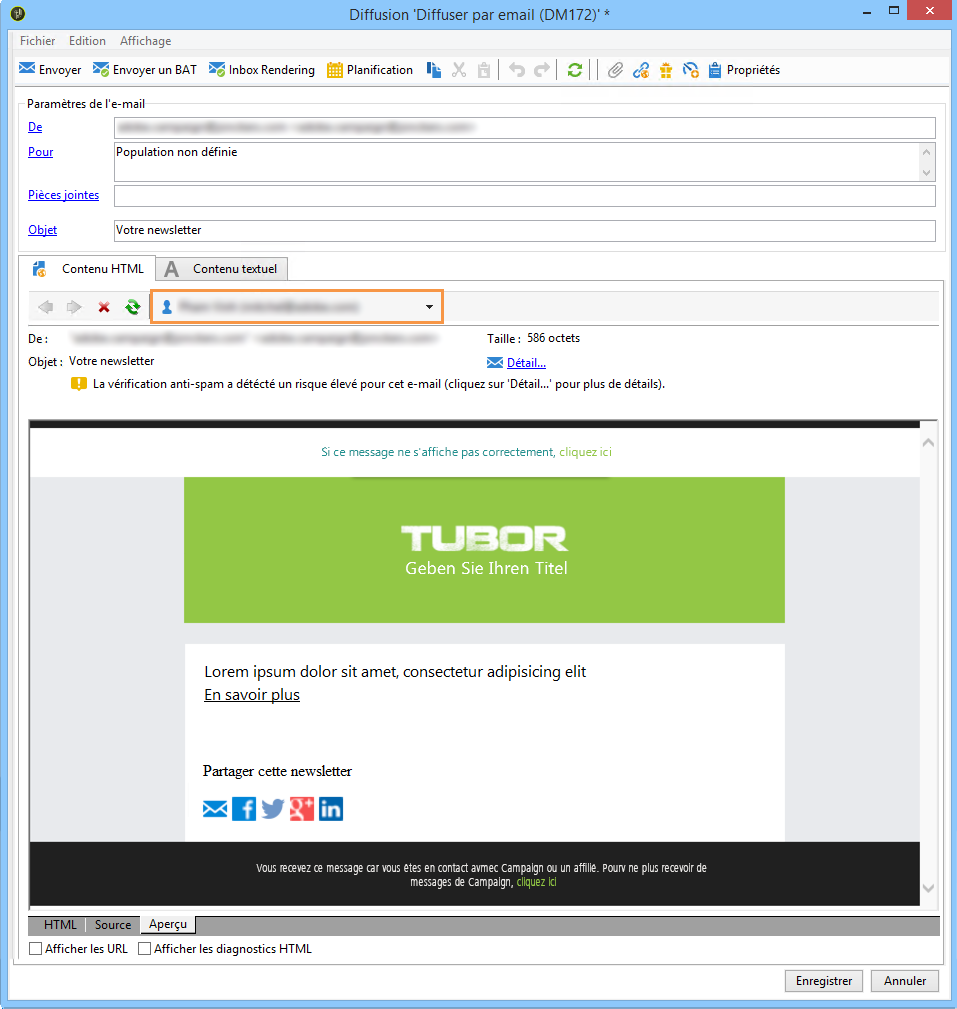 Diffusion 'Diffuser par email (DM172)' *
Fichier Edition Affichage
Envoyer Envoyer un BAT Inbox Rendering Planification Propriétés
Paramètres de l'e-mail
De
Pour Population non définie
Pièces jointes
Objet Votre newsletter
Contenu HTML A Contenu textuel
De : Taille : 586 octets
Objet : Votre newsletter Détail...
La vérification anti-spam a détécté un risque élevé pour cet e-mail (cliquez sur 'Détail...' pour plus de détails).
Si ce message ne s'affiche pas correctement, cliquez ici
TUBOR
Geben Sie Ihren Titel
Lorem ipsum dolor sit amet, consectetur adipisicing elit
En savoir plus
Partager cette newsletter
Vous recevez ce message car vous êtes en contact avmec Campaign ou un affilié. Pourv ne plus recevoir de
messages de Campaign, cliquez ici
HTML Source Aperçu
Afficher les URL Afficher les diagnostics HTML
Enregistrer Annuler